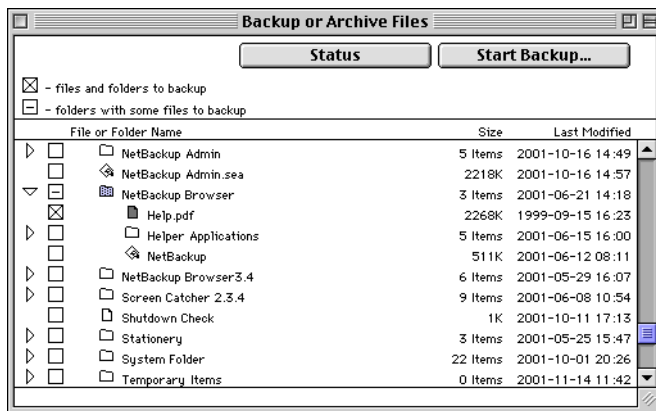 Backup or Archive Files
Status Start Backup...
- files and folders to backup
- folders with some files to backup
File or Folder Name Size Last Modified
NetBackup Admin 5 Items 2001-10-16 14:49
NetBackup Admin.sea 2218K 2001-10-16 14:57
NetBackup Browser 3 Items 2001-06-21 14:18
Help.pdf 2268K 1999-09-15 16:23
Helper Applications 5 Items 2001-06-15 16:00
NetBackup 511K 2001-06-12 08:11
NetBackup Browser3.4 6 Items 2001-05-29 16:07
Screen Catcher 2.3.4 9 Items 2001-06-08 10:54
Shutdown Check 1K 2001-10-11 17:13
Stationery 3 Items 2001-05-25 15:47
System Folder 22 Items 2001-10-01 20:26
Temporary Items 0 Items 2001-11-14 11:42